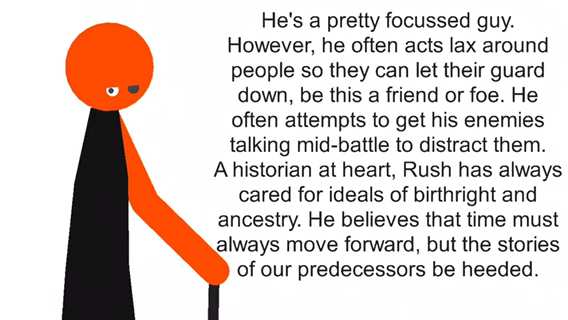 He's a pretty focussed guy.
However, he often acts lax around
people so they can let their guard
down, be this a friend or foe. He
often attempts to get his enemies
talking mid-battle to distract them.
A historian at heart, Rush has always
cared for ideals of birthright and
ancestry. He believes that time must
always move forward, but the stories
of our predecessors be heeded.